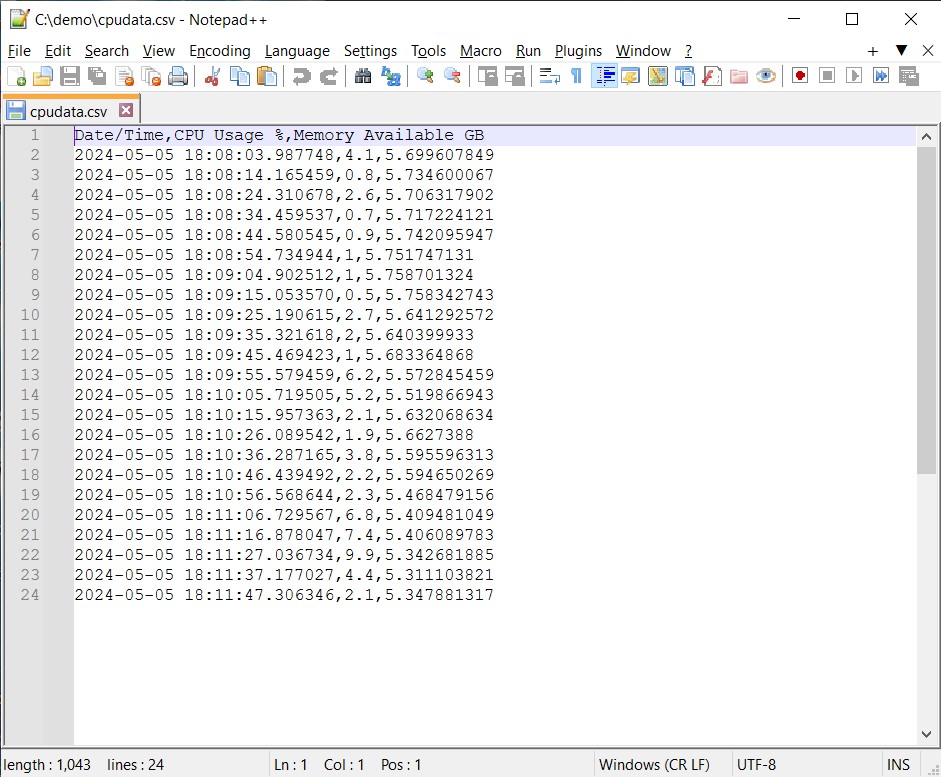 C:\demo\cpudata.csv - Notepad++
File Edit Search View Encoding Language Settings Tools Macro Run Plugins Window ? + ▼ X
cpudata.csv
1 Date/Time,CPU Usage %,Memory Available GB
2 2024-05-05 18:08:03.987748,4.1,5.699607849
3 2024-05-05 18:08:14.165459,0.8,5.734600067
4 2024-05-05 18:08:24.310678,2.6,5.706317902
5 2024-05-05 18:08:34.459537,0.7,5.717224121
6 2024-05-05 18:08:44.580545,0.9,5.742095947
7 2024-05-05 18:08:54.734944,1,5.751747131
8 2024-05-05 18:09:04.902512,1,5.758701324
9 2024-05-05 18:09:15.053570,0.5,5.758342743
10 2024-05-05 18:09:25.190615,2.7,5.641292572
11 2024-05-05 18:09:35.321618,2,5.640399933
12 2024-05-05 18:09:45.469423,1,5.683364868
13 2024-05-05 18:09:55.579459,6.2,5.572845459
14 2024-05-05 18:10:05.719505,5.2,5.519866943
15 2024-05-05 18:10:15.957363,2.1,5.632068634
16 2024-05-05 18:10:26.089542,1.9,5.6627388
17 2024-05-05 18:10:36.287165,3.8,5.595596313
18 2024-05-05 18:10:46.439492,2.2,5.594650269
19 2024-05-05 18:10:56.568644,2.3,5.468479156
20 2024-05-05 18:11:06.729567,6.8,5.409481049
21 2024-05-05 18:11:16.878047,7.4,5.406089783
22 2024-05-05 18:11:27.036734,9.9,5.342681885
23 2024-05-05 18:11:37.177027,4.4,5.311103821
24 2024-05-05 18:11:47.306346,2.1,5.347881317
length : 1,043 lines : 24 Ln : 1 Col : 1 Pos : 1 Windows (CR LF) UTF-8 INS